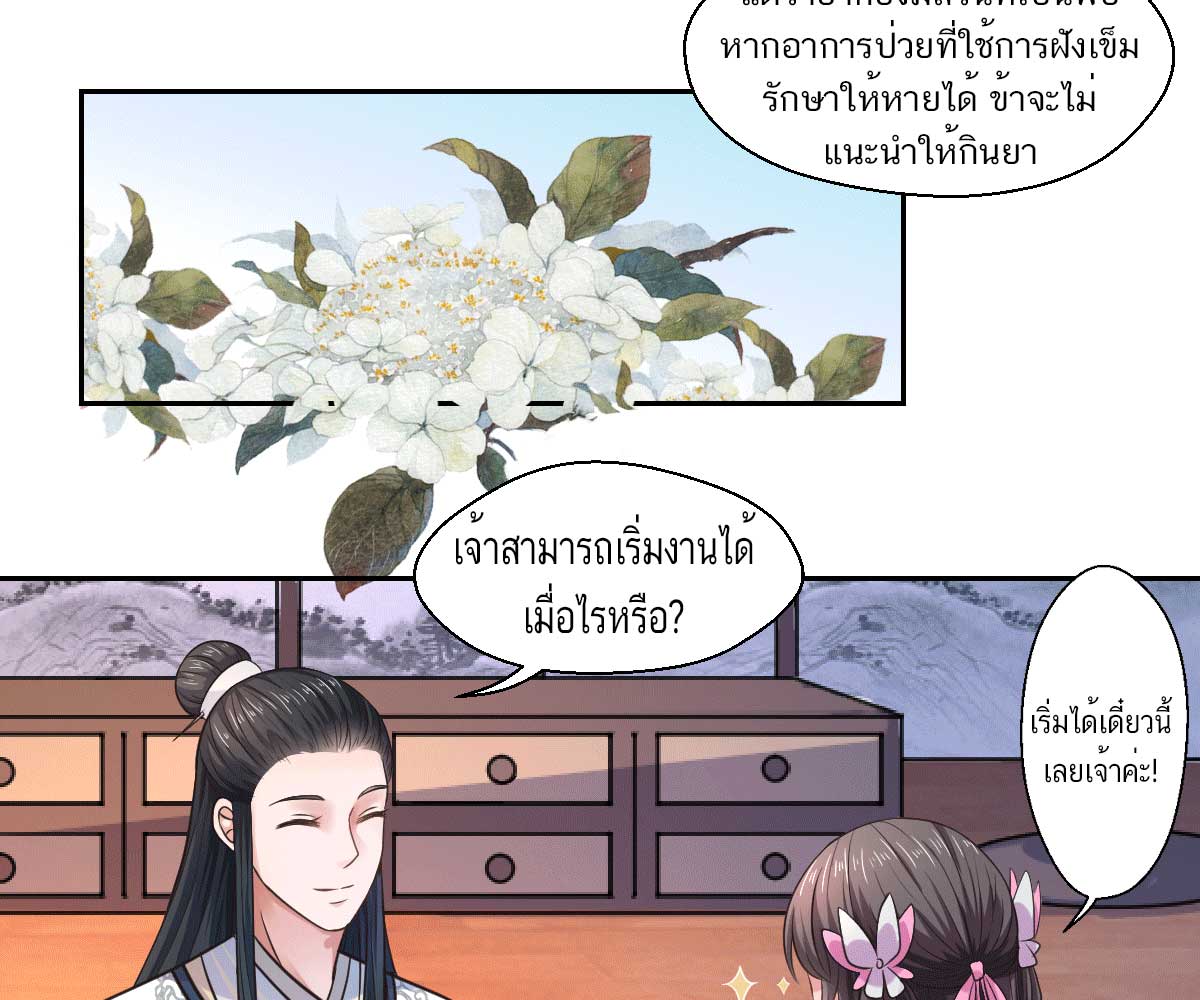 หากอาการป่วยที่ใช้การฝังเข็ม
รักษาให้หายได้ ข้าจะไม่
แนะนำให้กินยา
เจ้าสามารถเริ่มงานได้
เมื่อไรหรือ?
เริ่มได้เดี๋ยวนี้
เลยเจ้าค่ะ!